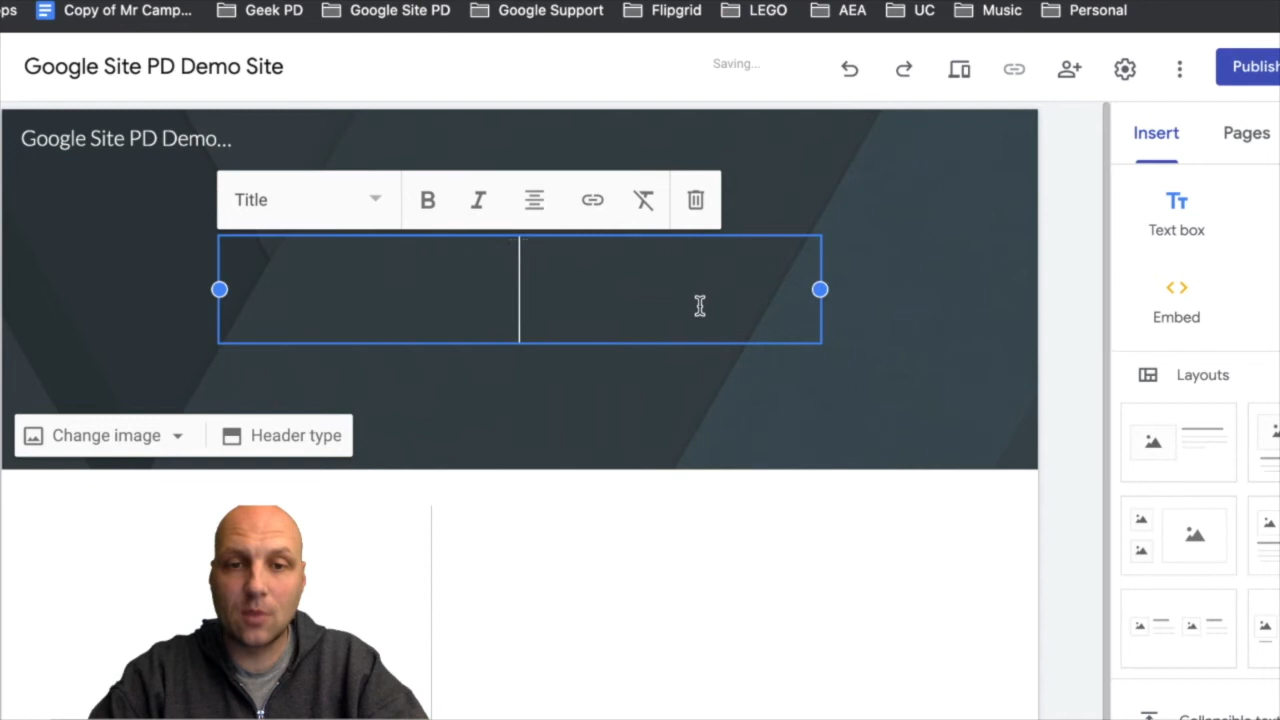 ps Copy of Mr Camp... Geek PD Google Site PD Google Support Flipgrid LEGO AEA UC Music Personal
Google Site PD Demo Site Saving... Publish
Google Site PD Demo... Insert Pages
Title B I
Text box
Embed
Change image Header type
Layouts